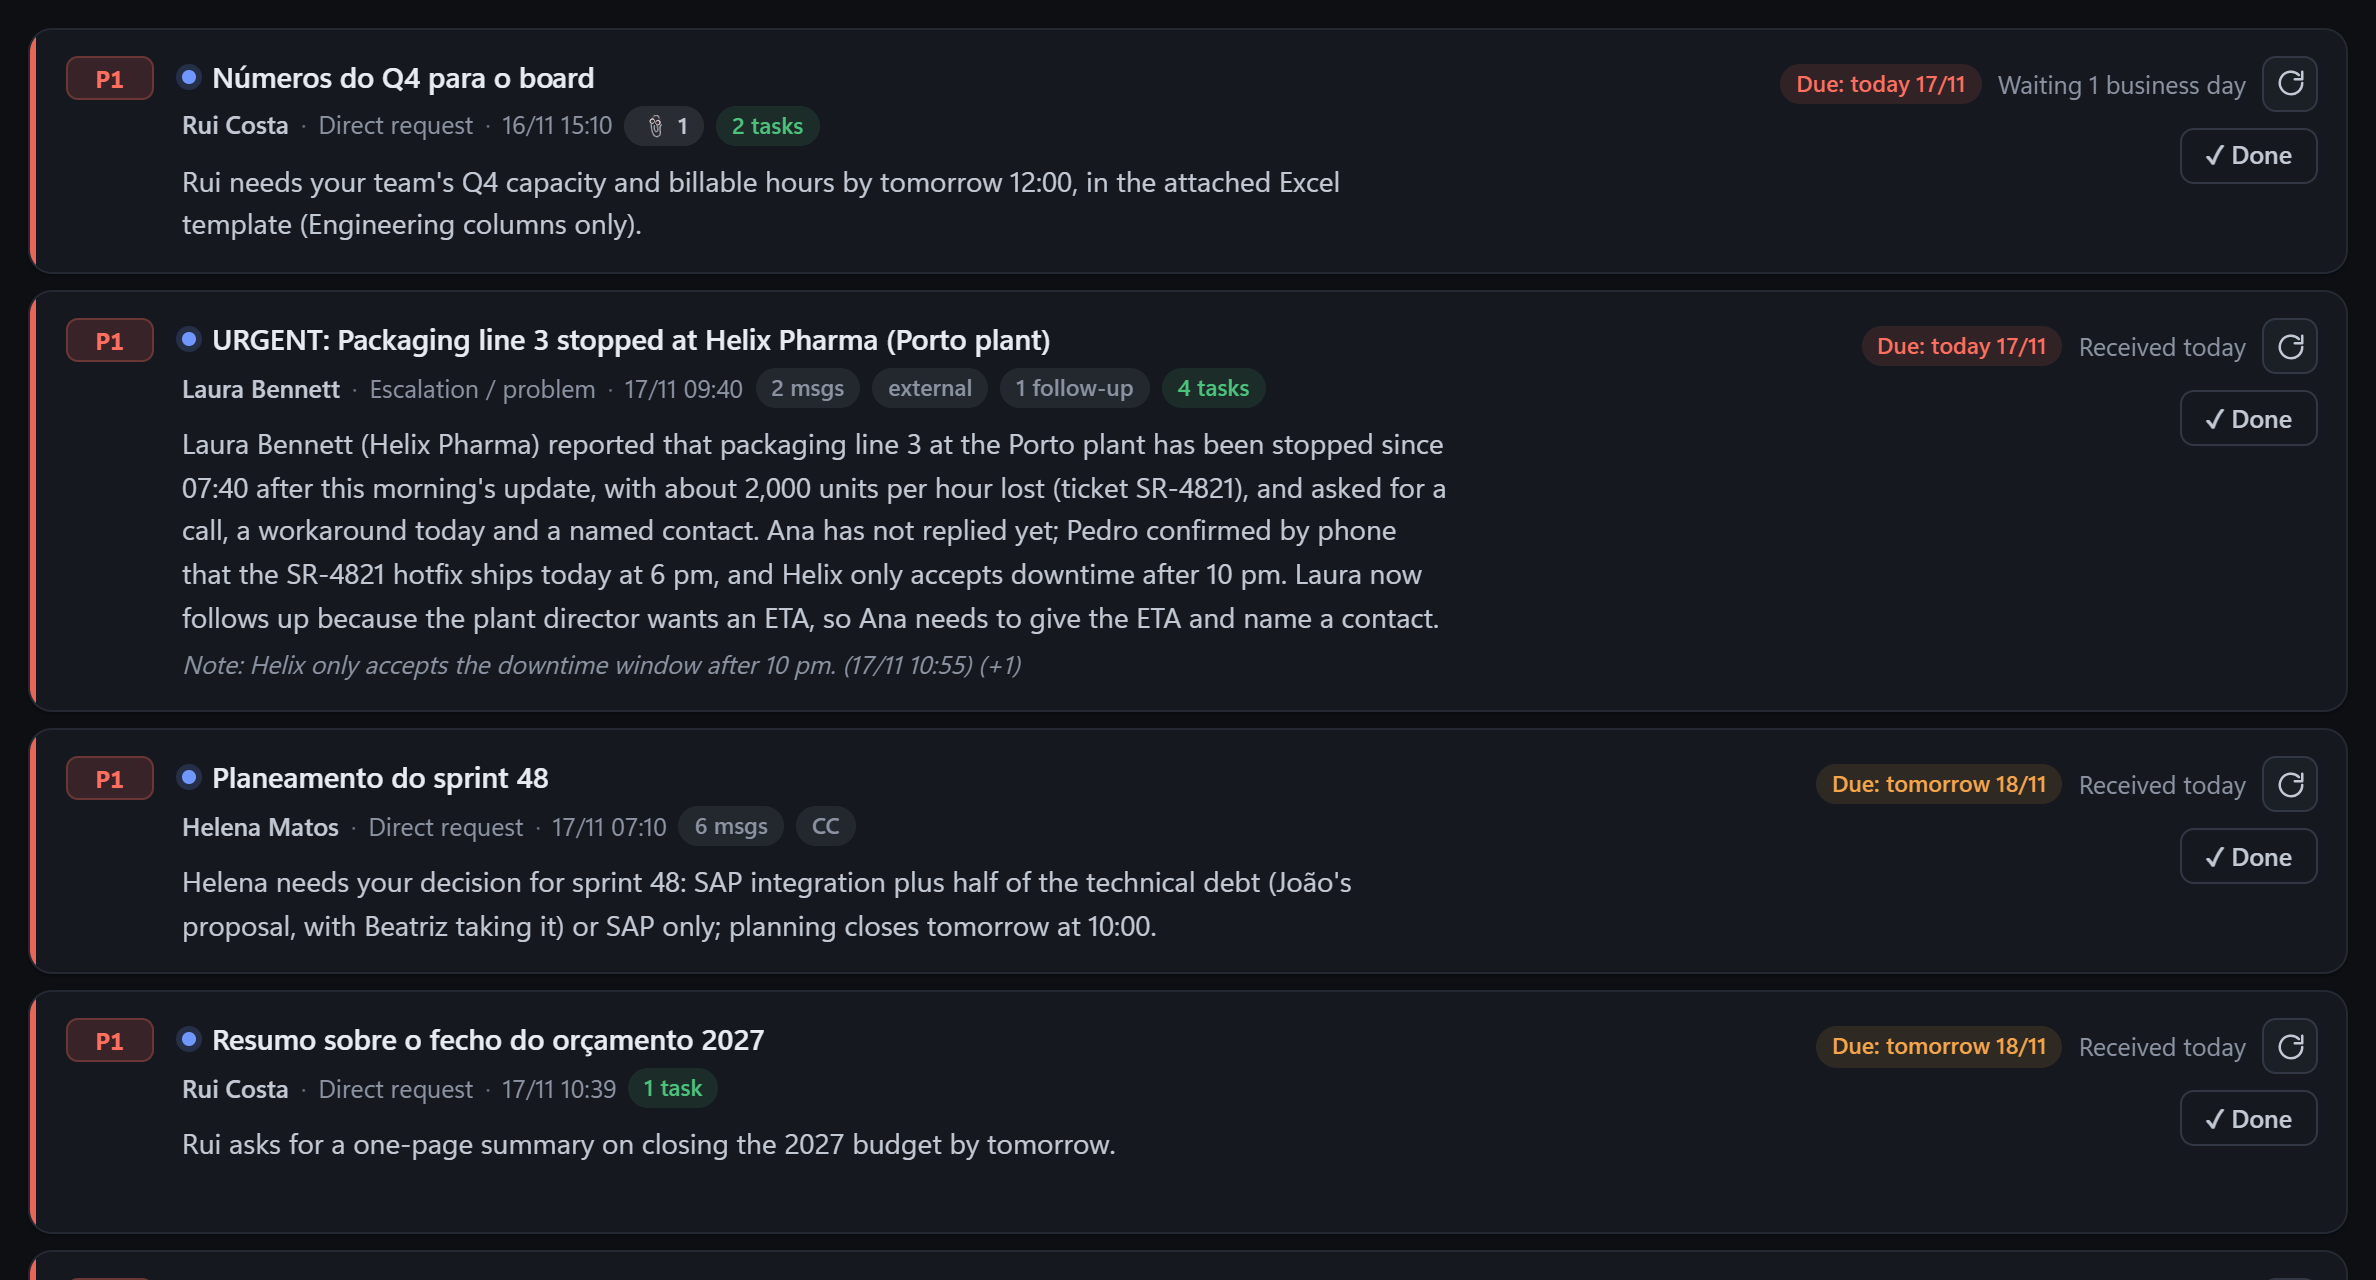 P1 Números do Q4 para o board Due: today 17/11 Waiting 1 business day
Rui Costa · Direct request · 16/11 15:10 1 2 tasks
✓ Done
Rui needs your team's Q4 capacity and billable hours by tomorrow 12:00, in the attached Excel
template (Engineering columns only).
P1 URGENT: Packaging line 3 stopped at Helix Pharma (Porto plant) Due: today 17/11 Received today
Laura Bennett · Escalation / problem · 17/11 09:40 2 msgs external 1 follow-up 4 tasks
✓ Done
Laura Bennett (Helix Pharma) reported that packaging line 3 at the Porto plant has been stopped since
07:40 after this morning's update, with about 2,000 units per hour lost (ticket SR-4821), and asked for a
call, a workaround today and a named contact. Ana has not replied yet; Pedro confirmed by phone
that the SR-4821 hotfix ships today at 6 pm, and Helix only accepts downtime after 10 pm. Laura now
follows up because the plant director wants an ETA, so Ana needs to give the ETA and name a contact.
Note: Helix only accepts the downtime window after 10 pm. (17/11 10:55) (+1)
P1 Planeamento do sprint 48 Due: tomorrow 18/11 Received today
Helena Matos · Direct request · 17/11 07:10 6 msgs CC
✓ Done
Helena needs your decision for sprint 48: SAP integration plus half of the technical debt (João's
proposal, with Beatriz taking it) or SAP only; planning closes tomorrow at 10:00.
P1 Resumo sobre o fecho do orçamento 2027 Due: tomorrow 18/11 Received today
Rui Costa · Direct request · 17/11 10:39 1 task
✓ Done
Rui asks for a one-page summary on closing the 2027 budget by tomorrow.